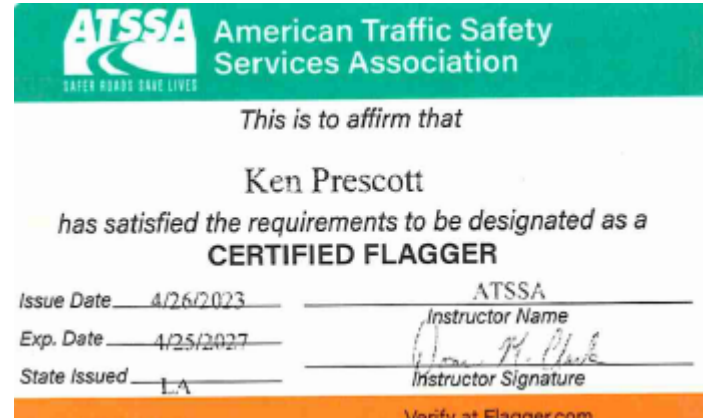 ATSSA
SAFER ROADS SAVE LIVES
American Traffic Safety
Services Association
This is to affirm that
Ken Prescott
has satisfied the requirements to be designated as a
CERTIFIED FLAGGER
Issue Date 4/26/2023
ATSSA
Instructor Name
Exp. Date 4/25/2027
State Issued LA
Instructor Signature
Verify at Flagger.com